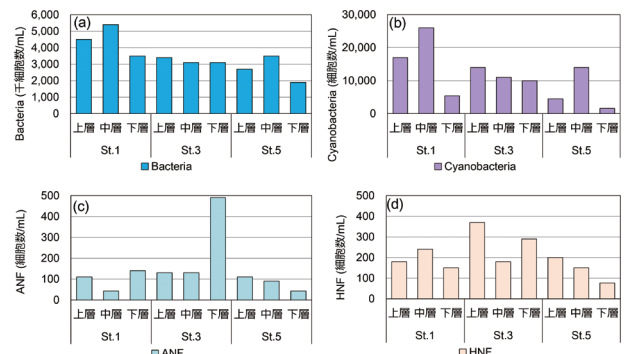 (a)
Bacteria (千細胞数/mL)
6,000
5,000
4,000
3,000
2,000
1,000
0
上層 中層 下層 上層 中層 下層 上層 中層 下層
St.1 St.3 St.5
Bacteria
(b)
Cyanobacteria (細胞数/mL)
30,000
20,000
10,000
0
上層 中層 下層 上層 中層 下層 上層 中層 下層
St.1 St.3 St.5
Cyanobacteria
(c)
ANF (細胞数/mL)
500
400
300
200
100
0
上層 中層 下層 上層 中層 下層 上層 中層 下層
St.1 St.3 St.5
ANF
(d)
HNF (細胞数/mL)
500
400
300
200
100
0
上層 中層 下層 上層 中層 下層 上層 中層 下層
St.1 St.3 St.5
HNF